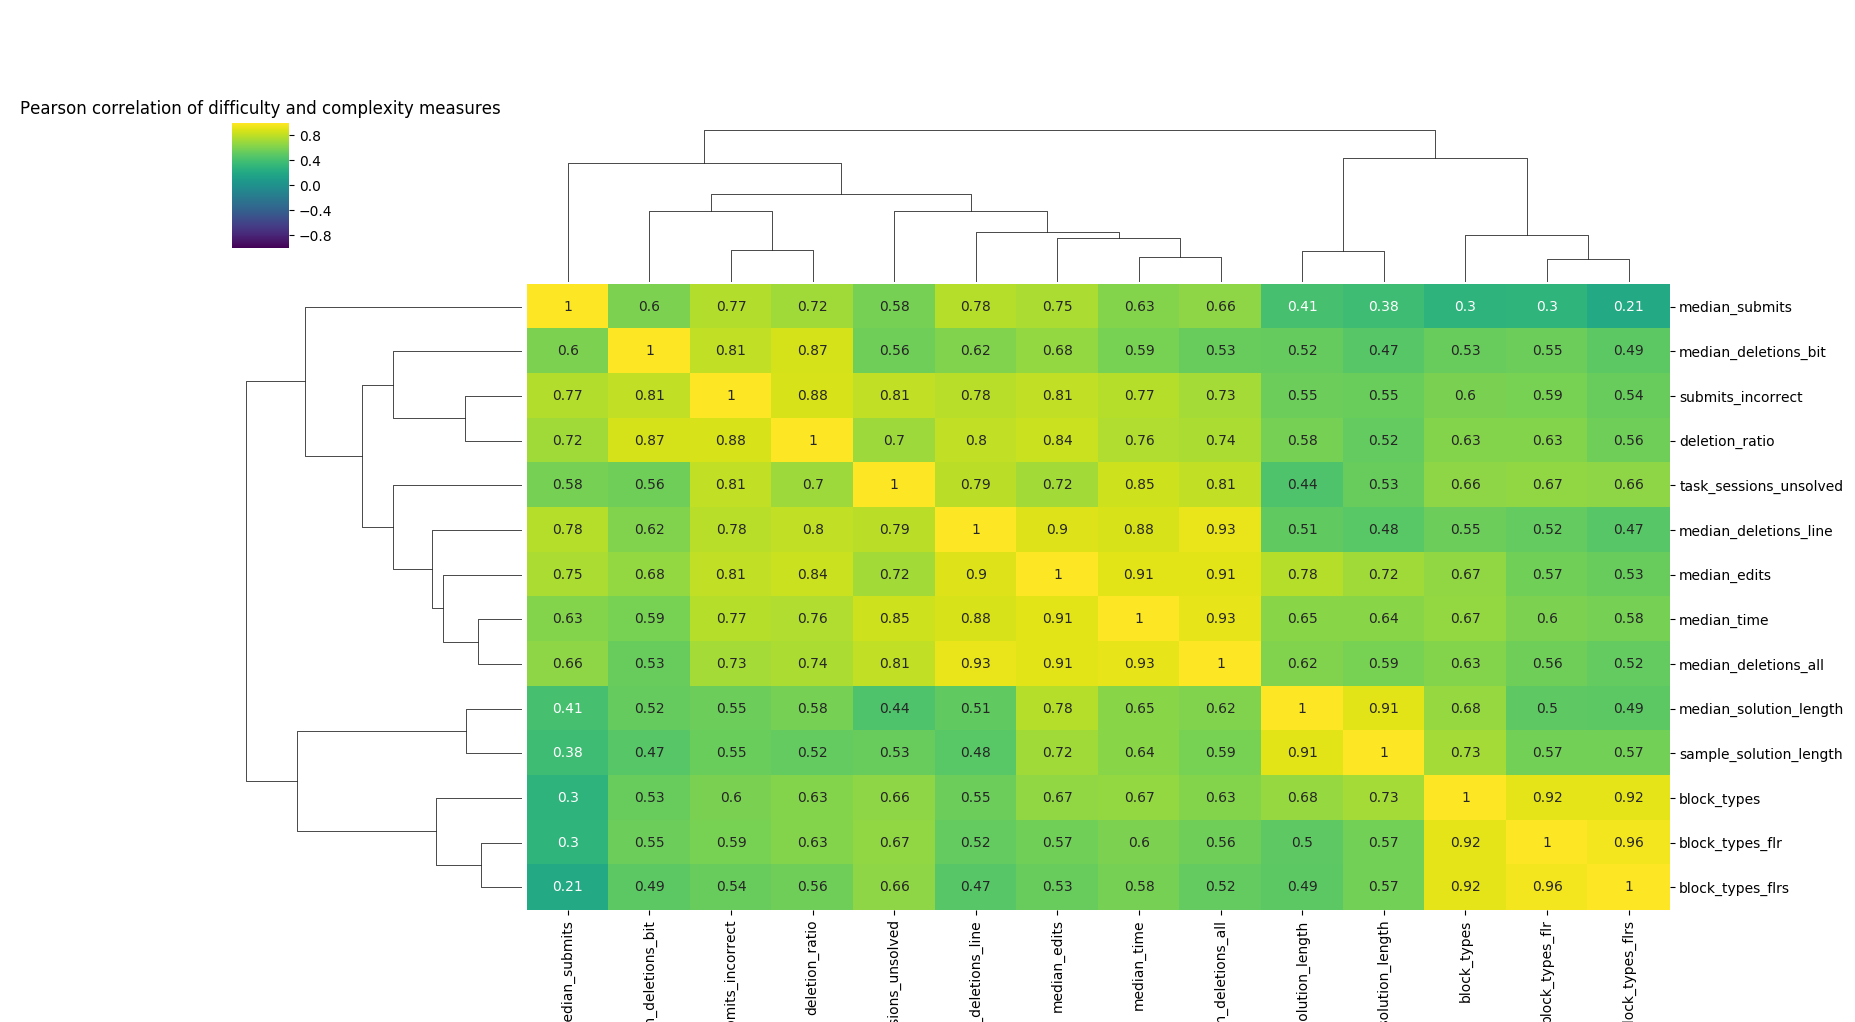 Pearson correlation of difficulty and complexity measures
0.8
0.4
0.0
−0.4
−0.8
1 0.6 0.77 0.72 0.58 0.78 0.75 0.63 0.66 0.41 0.38 0.3 0.3 0.21 median_submits
0.6 1 0.81 0.87 0.56 0.62 0.68 0.59 0.53 0.52 0.47 0.53 0.55 0.49 median_deletions_bit
0.77 0.81 1 0.88 0.81 0.78 0.81 0.77 0.73 0.55 0.55 0.6 0.59 0.54 submits_incorrect
0.72 0.87 0.88 1 0.7 0.8 0.84 0.76 0.74 0.58 0.52 0.63 0.63 0.56 deletion_ratio
0.58 0.56 0.81 0.7 1 0.79 0.72 0.85 0.81 0.44 0.53 0.66 0.67 0.66 task_sessions_unsolved
0.78 0.62 0.78 0.8 0.79 1 0.9 0.88 0.93 0.51 0.48 0.55 0.52 0.47 median_deletions_line
0.75 0.68 0.81 0.84 0.72 0.9 1 0.91 0.91 0.78 0.72 0.67 0.57 0.53 median_edits
0.63 0.59 0.77 0.76 0.85 0.88 0.91 1 0.93 0.65 0.64 0.67 0.6 0.58 median_time
0.66 0.53 0.73 0.74 0.81 0.93 0.91 0.93 1 0.62 0.59 0.63 0.56 0.52 median_deletions_all
0.41 0.52 0.55 0.58 0.44 0.51 0.78 0.65 0.62 1 0.91 0.68 0.5 0.49 median_solution_length
0.38 0.47 0.55 0.52 0.53 0.48 0.72 0.64 0.59 0.91 1 0.73 0.57 0.57 sample_solution_length
0.3 0.53 0.6 0.63 0.66 0.55 0.67 0.67 0.63 0.68 0.73 1 0.92 0.92 block_types
0.3 0.55 0.59 0.63 0.67 0.52 0.57 0.6 0.56 0.5 0.57 0.92 1 0.96 block_types_flr
0.21 0.49 0.54 0.56 0.66 0.47 0.53 0.58 0.52 0.49 0.57 0.92 0.96 1 block_types_flrs
edian_submits
n_deletions_bit
omits_incorrect
deletion_ratio
sions_unsolved
_deletions_line
median_edits
median_time
n_deletions_all
olution_length
solution_length
block_types
block_types_flr
lock_types_flrs